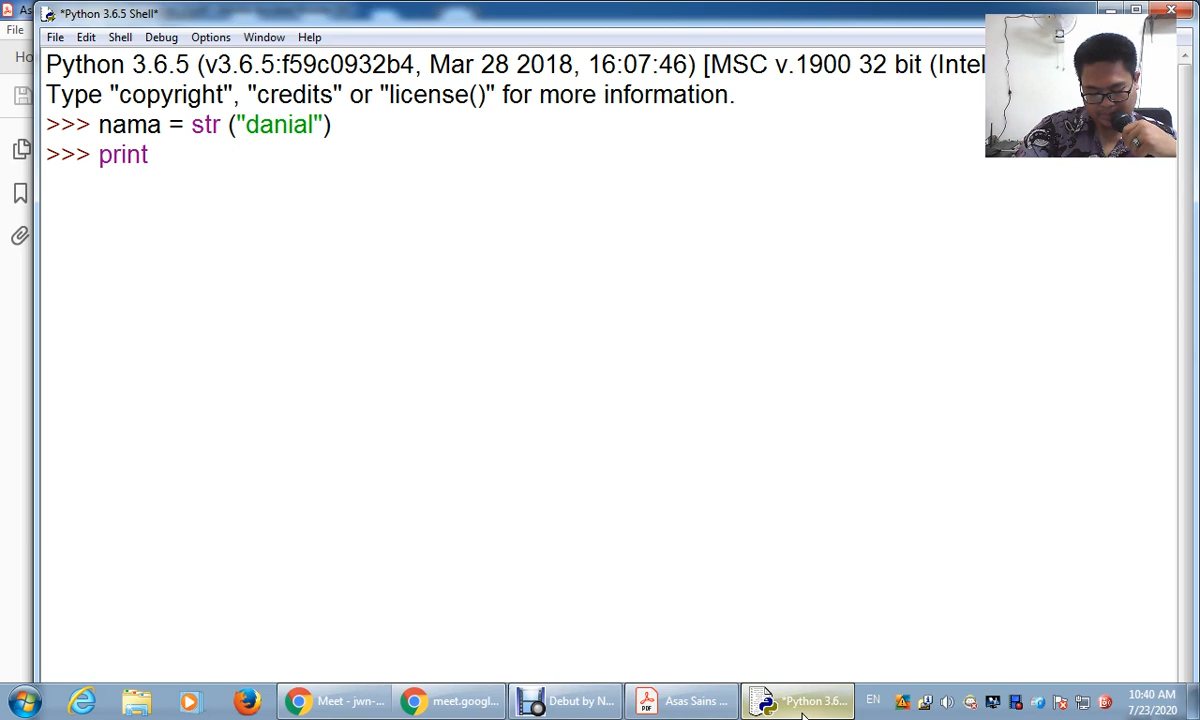 As
*Python 3.6.5 Shell*
File
File Edit Shell Debug Options Window Help
Ho
Python 3.6.5 (v3.6.5:f59c0932b4, Mar 28 2018, 16:07:46) [MSC v.1900 32 bit (Intel
Type "copyright", "credits" or "license()" for more information.
>>> nama = str ("danial")
>>> print
Meet - jwn-...
meet.googl...
Debut by N...
Asas Sains ...
*Python 3.6...
EN
10:40 AM
7/23/2020